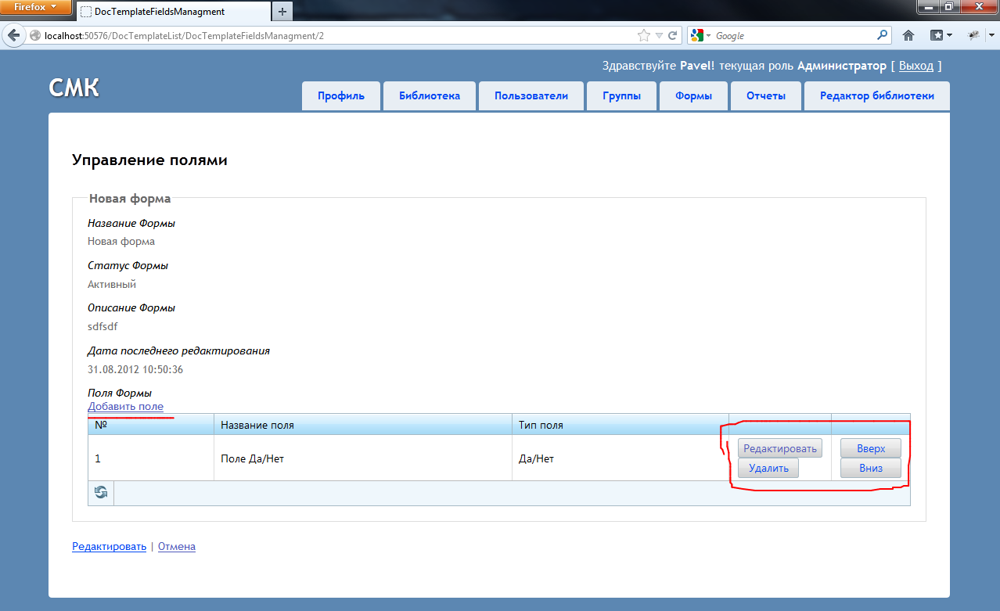 Firefox
DocTemplateFieldsManagment
localhost:50576/DocTemplateList/DocTemplateFieldsManagment/2
Google
Здравствуйте Pavel! текущая роль Администратор [ Выход ]
СМК
Профиль Библиотека Пользователи Группы Формы Отчеты Редактор библиотеки
Управление полями
Новая форма
Название Формы
Новая форма
Статус Формы
Активный
Описание Формы
sdfsdf
Дата последнего редактирования
31.08.2012 10:50:36
Поля Формы
Добавить поле
№ Название поля Тип поля
1 Поле Да/Нет Да/Нет
Редактировать Вверх
Удалить Вниз
Редактировать | Отмена